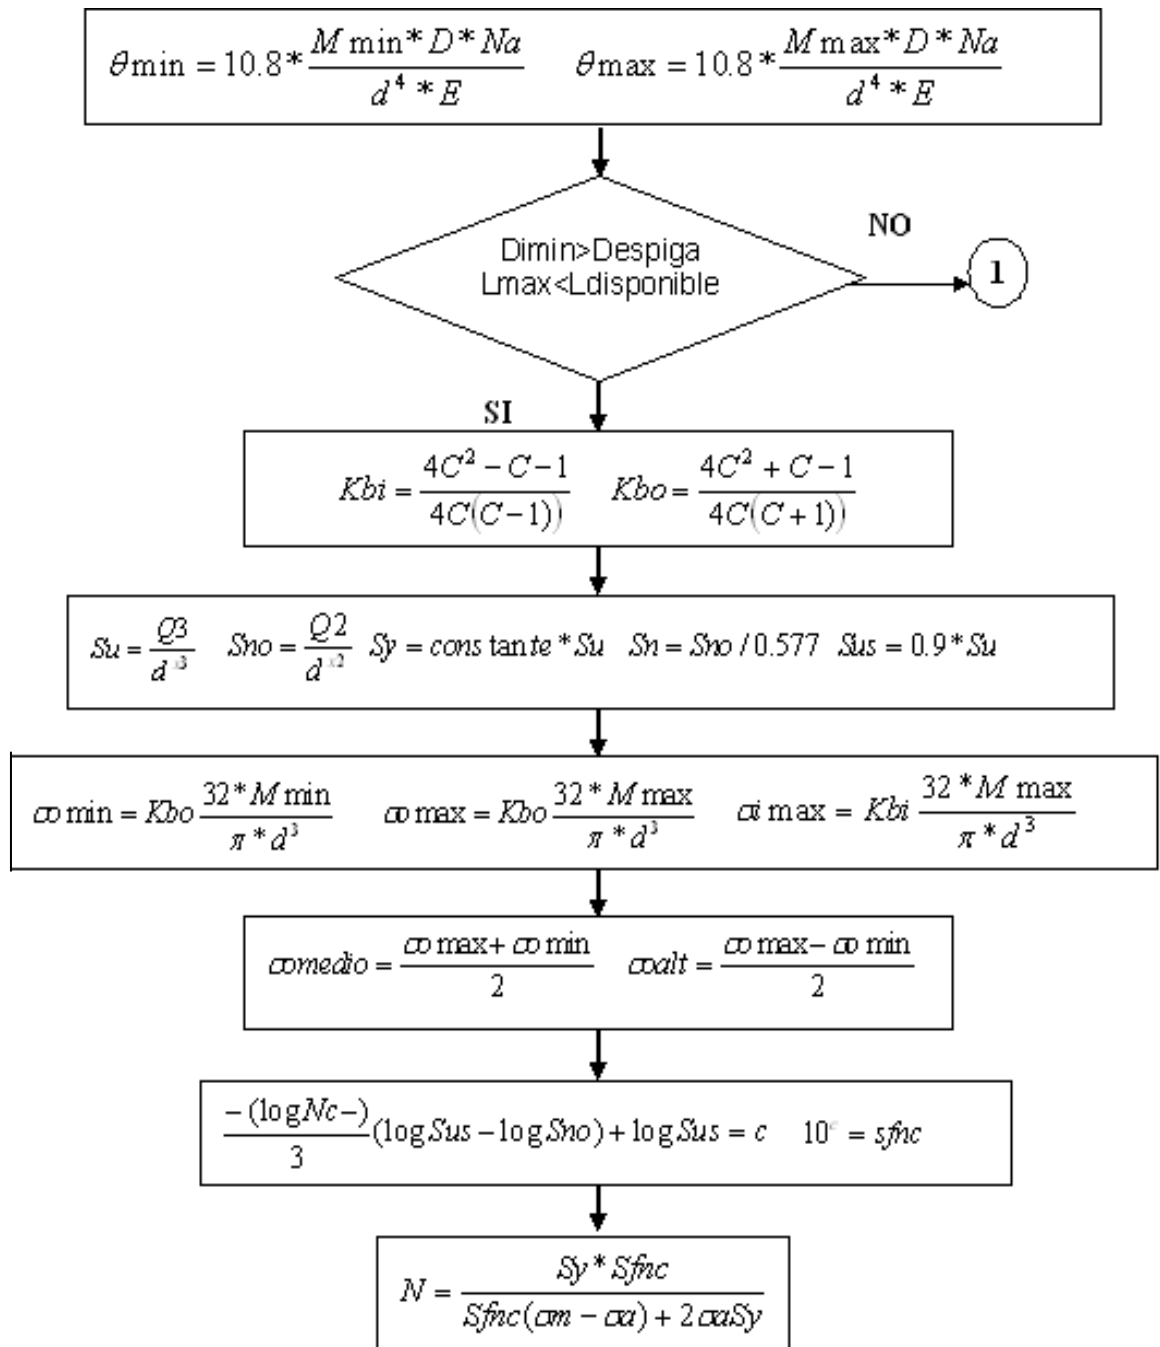 θmin = 10.8 * (M min * D * Na) / (d^4 * E)    θmax = 10.8 * (M max * D * Na) / (d^4 * E)
Dimin>Despiga
Lmax<Ldisponible
NO
1
SI
Kbi = (4C^2 − C − 1) / (4C(C − 1))    Kbo = (4C^2 + C − 1) / (4C(C + 1))
Su = Q3 / d^x3    Sno = Q2 / d^x2    Sy = constante * Su    Sn = Sno / 0.577    Sus = 0.9 * Su
σo min = Kbo (32 * M min) / (π * d^3)    σo max = Kbo (32 * M max) / (π * d^3)    σi max = Kbi (32 * M max) / (π * d^3)
σomedio = (σo max + σo min) / 2    σoalt = (σo max − σo min) / 2
−(log Nc −) / 3 (log Sus − log Sno) + log Sus = c    10^c = sfnc
N = (Sy * Sfnc) / (Sfnc(σm − σa) + 2σaSy)